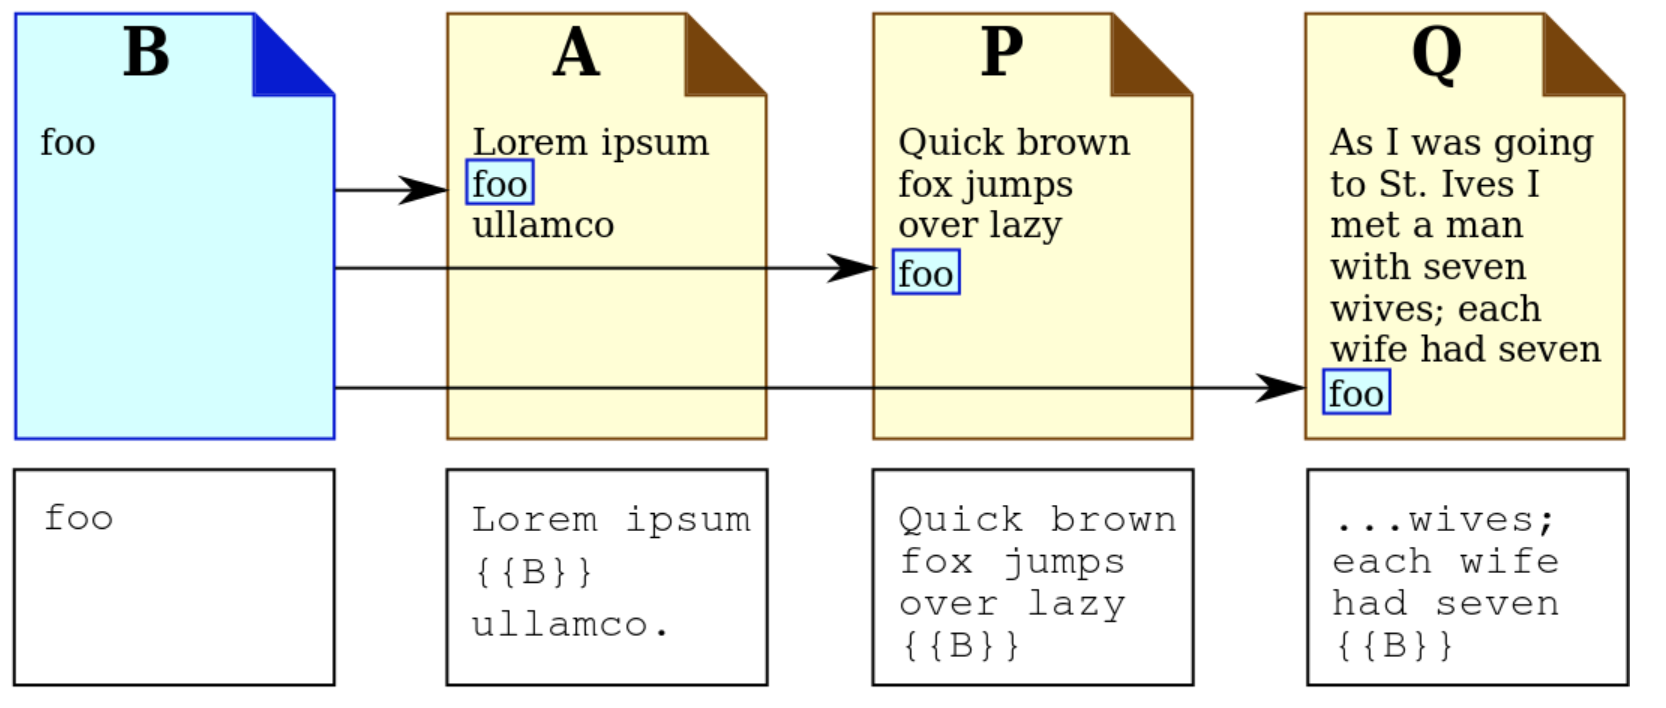 B
foo
A
Lorem ipsum
foo
ullamco
P
Quick brown
fox jumps
over lazy
foo
Q
As I was going
to St. Ives I
met a man
with seven
wives; each
wife had seven
foo
foo
Lorem ipsum
{{B}}
ullamco.
Quick brown
fox jumps
over lazy
{{B}}
...wives;
each wife
had seven
{{B}}